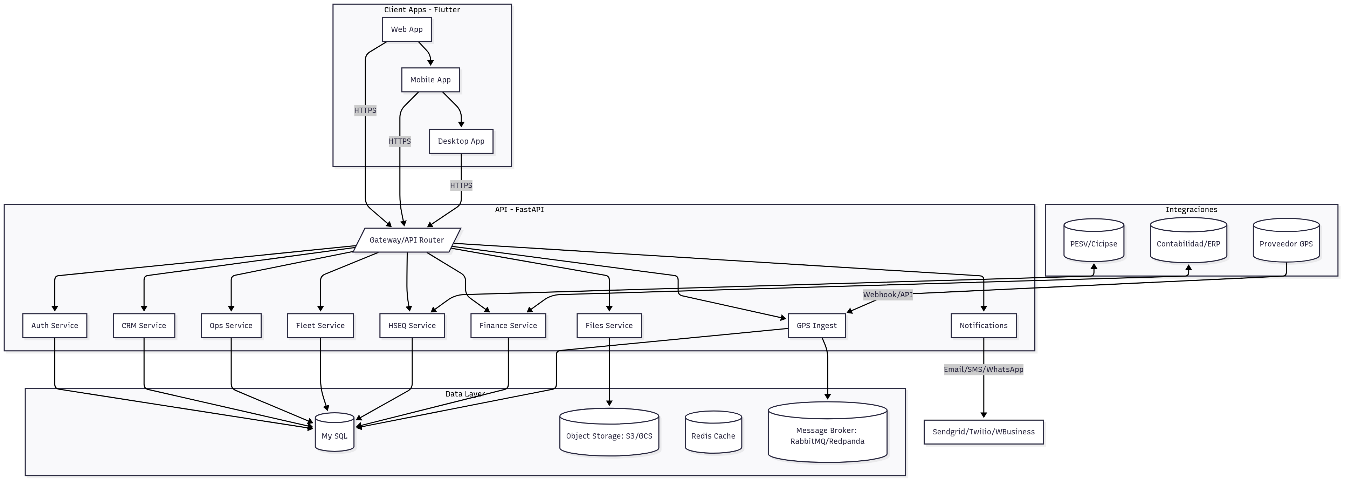 Client Apps - Flutter
Web App
Mobile App
HTTPS
HTTPS
Desktop App
HTTPS
API - FastAPI
Integraciones
Gateway/API Router
PESV/Cicipse
Contabilidad/ERP
Proveedor GPS
Webhook/API
Auth Service
CRM Service
Ops Service
Fleet Service
HSEQ Service
Finance Service
Files Service
GPS Ingest
Notifications
Email/SMS/WhatsApp
Data Layer
My SQL
Object Storage: S3/GCS
Redis Cache
Message Broker:
RabbitMQ/Redpanda
Sendgrid/Twilio/WBusiness